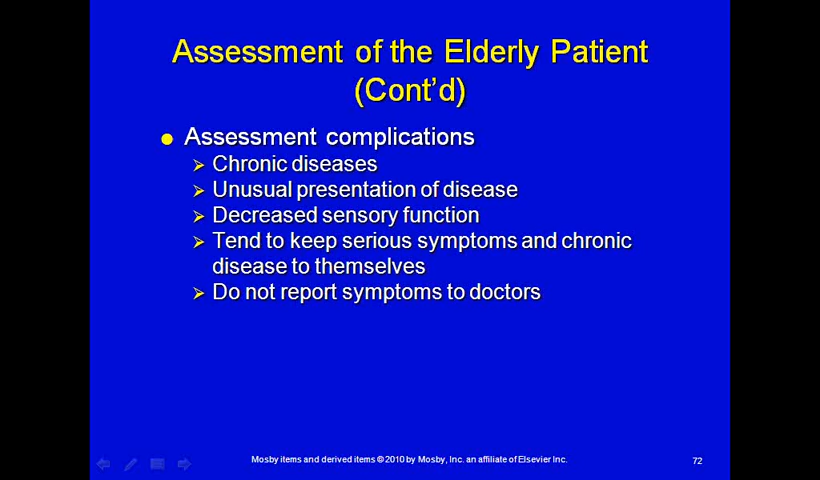 Assessment of the Elderly Patient
(Cont'd)
Assessment complications
Chronic diseases
Unusual presentation of disease
Decreased sensory function
Tend to keep serious symptoms and chronic
disease to themselves
Do not report symptoms to doctors
Mosby items and derived items © 2010 by Mosby, Inc. an affiliate of Elsevier Inc.
72